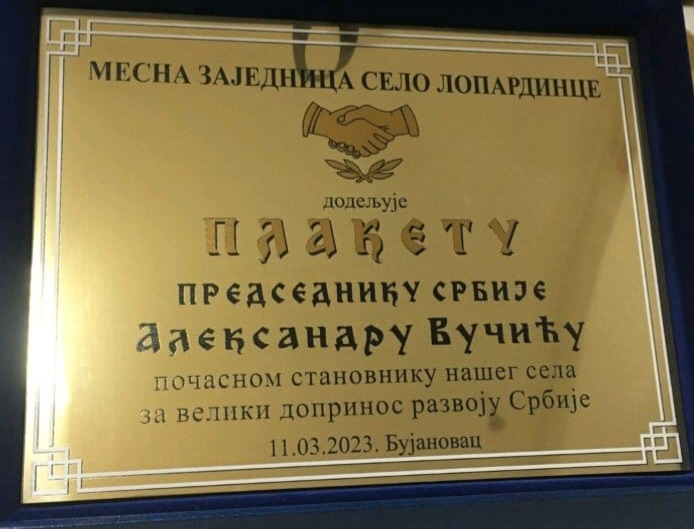 МЕСНА ЗАЈЕДНИЦА СЕЛО ЛОПАРДИНЦЕ
додељује
ПЛАКЕТУ
ПРЕДСЕДНИКУ СРБИЈЕ
Александру Вучићу
почасном становнику нашег села
за велики допринос развоју Србије
11.03.2023. Бујановац